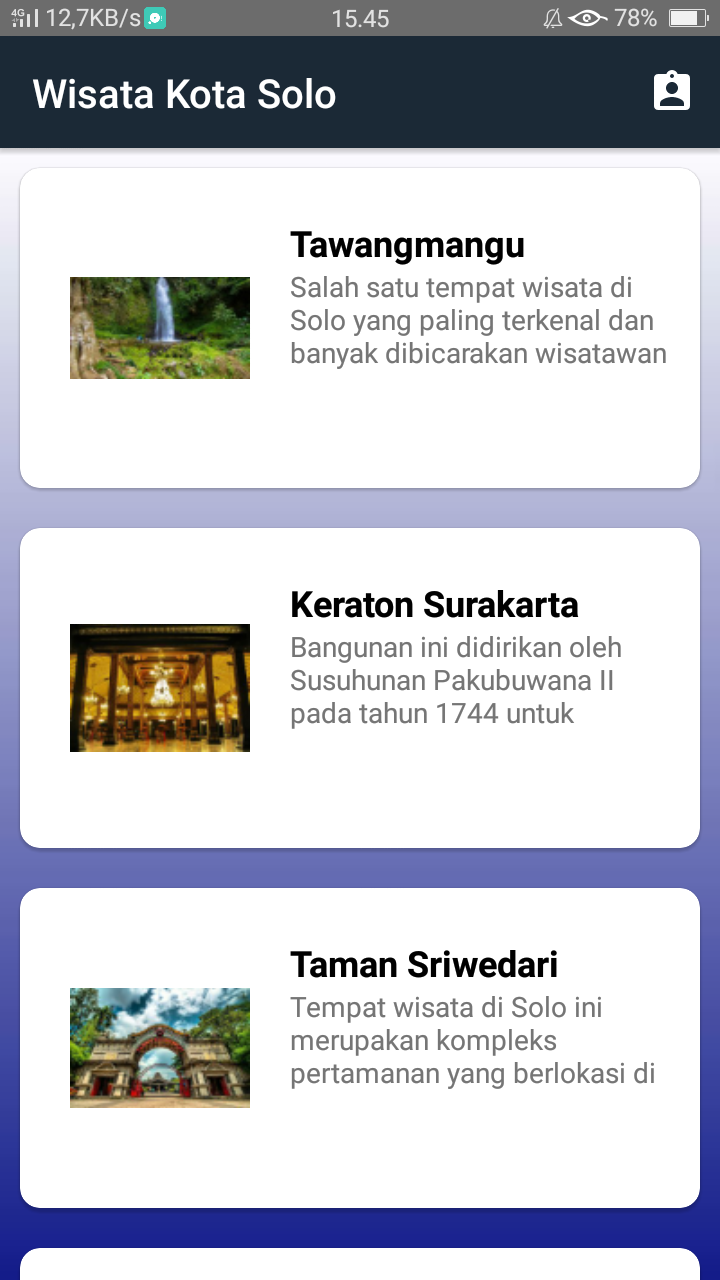 4G 12,7KB/s 15.45 78%
Wisata Kota Solo
Tawangmangu
Salah satu tempat wisata di
Solo yang paling terkenal dan
banyak dibicarakan wisatawan
Keraton Surakarta
Bangunan ini didirikan oleh
Susuhunan Pakubuwana II
pada tahun 1744 untuk
Taman Sriwedari
Tempat wisata di Solo ini
merupakan kompleks
pertamanan yang berlokasi di